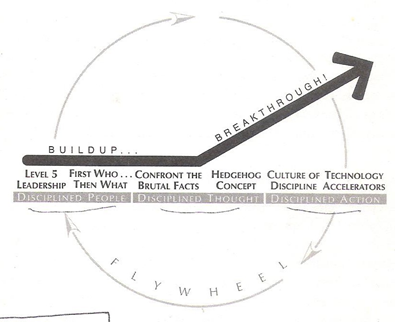 BUILDUP...
BREAKTHROUGH!
LEVEL 5 LEADERSHIP
FIRST WHO... THEN WHAT
CONFRONT THE BRUTAL FACTS
HEDGEHOG CONCEPT
CULTURE OF DISCIPLINE
TECHNOLOGY ACCELERATORS
DISCIPLINED PEOPLE
DISCIPLINED THOUGHT
DISCIPLINED ACTION
FLYWHEEL